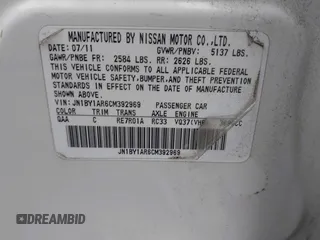 MANUFACTURED BY NISSAN MOTOR CO.,LTD.
DATE: 07/11 GVWR/PNBV: 5137 LBS.
GAWR/PNBE FR: 2584 LBS. RR: 2626 LBS.
THIS VEHICLE CONFORMS TO ALL APPLICABLE FEDERAL
MOTOR VEHICLE SAFETY,BUMPER,AND THEFT PREVENTION
STANDARDS IN EFFECT ON THE DATE OF MANUFACTURE
SHOWN ABOVE.
VIN:JN1BY1AR6CM392969 PASSENGER CAR
COLOR TRIM TRANS AXLE ENGINE
QAA C RE7R01A RC33 VQ37(VHR)
JN1BY1AR6CM392969
DREAMBID